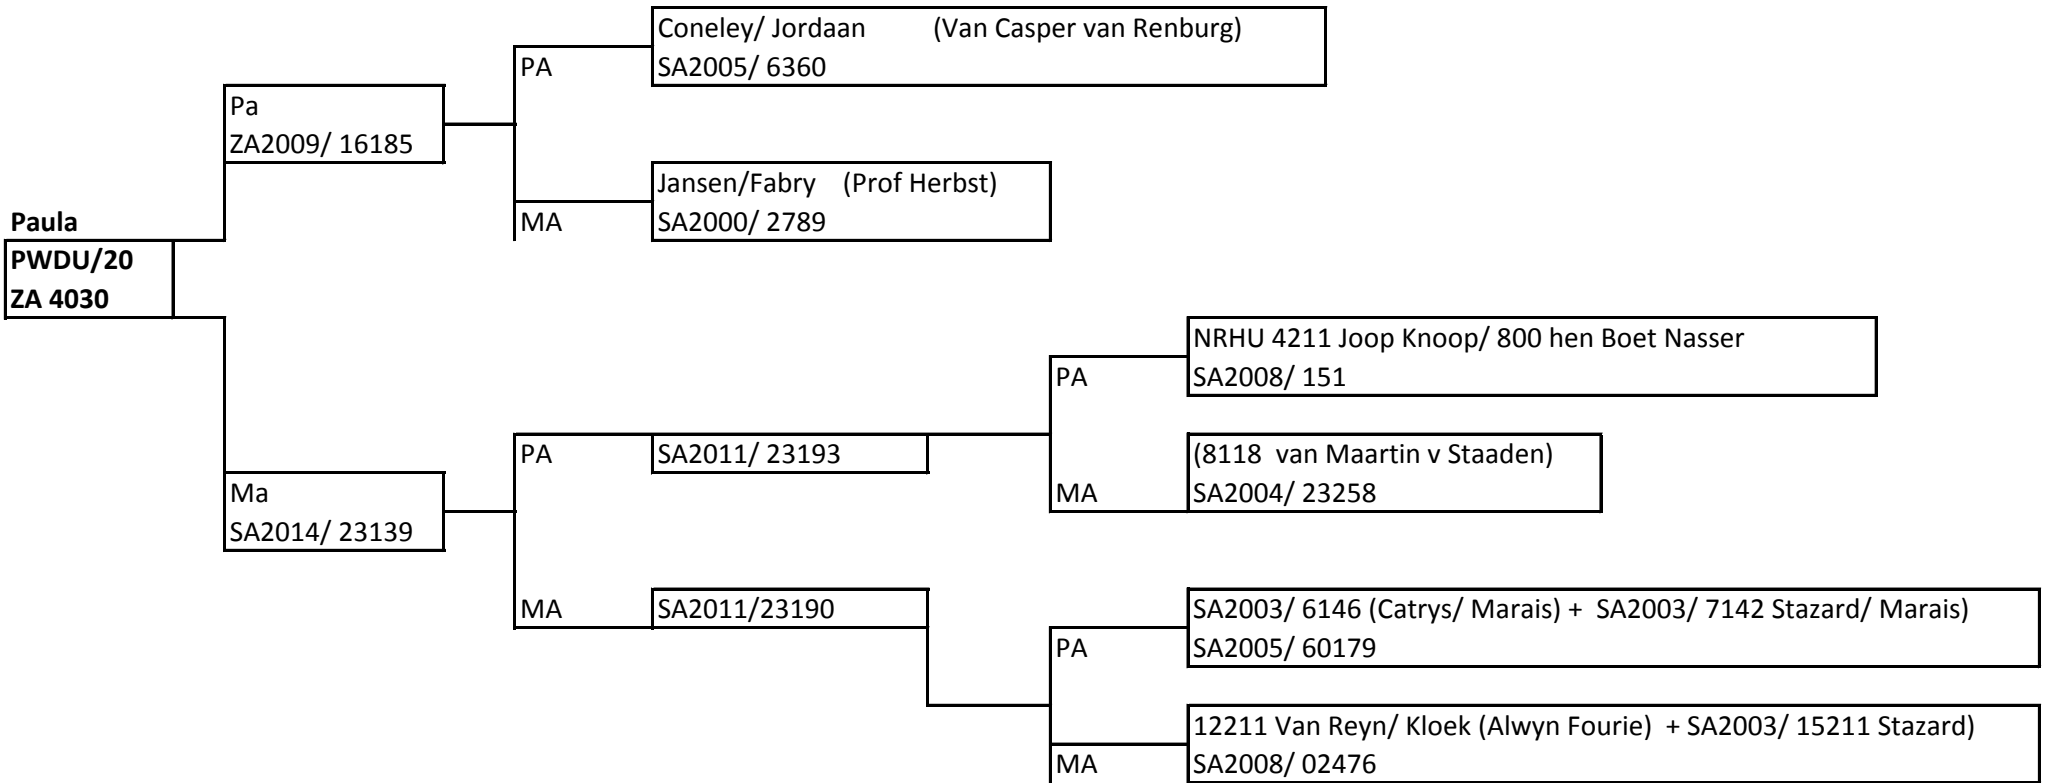 Coneley/ Jordaan (Van Casper van Renburg)
PA SA2005/ 6360
Pa
ZA2009/ 16185
Jansen/Fabry (Prof Herbst)
MA SA2000/ 2789
Paula
PWDU/20
ZA 4030
NRHU 4211 Joop Knoop/ 800 hen Boet Nasser
PA SA2008/ 151
PA SA2011/ 23193
(8118 van Maartin v Staaden)
MA SA2004/ 23258
Ma
SA2014/ 23139
MA SA2011/23190
SA2003/ 6146 (Catrys/ Marais) + SA2003/ 7142 Stazard/ Marais)
PA SA2005/ 60179
12211 Van Reyn/ Kloek (Alwyn Fourie) + SA2003/ 15211 Stazard)
MA SA2008/ 02476